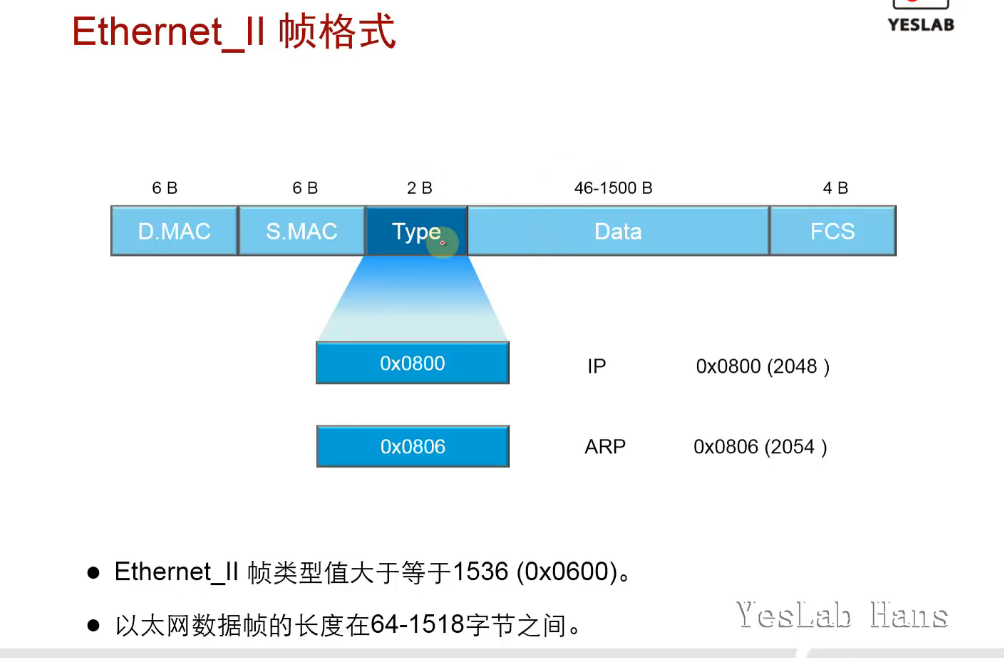 YESLAB
Ethernet_II 帧格式
6 B 6 B 2 B 46-1500 B 4 B
D.MAC S.MAC Type Data FCS
0x0800 IP 0x0800 (2048 )
0x0806 ARP 0x0806 (2054 )
● Ethernet_II 帧类型值大于等于1536 (0x0600)。
● 以太网数据帧的长度在64-1518字节之间。
YesLab Hans